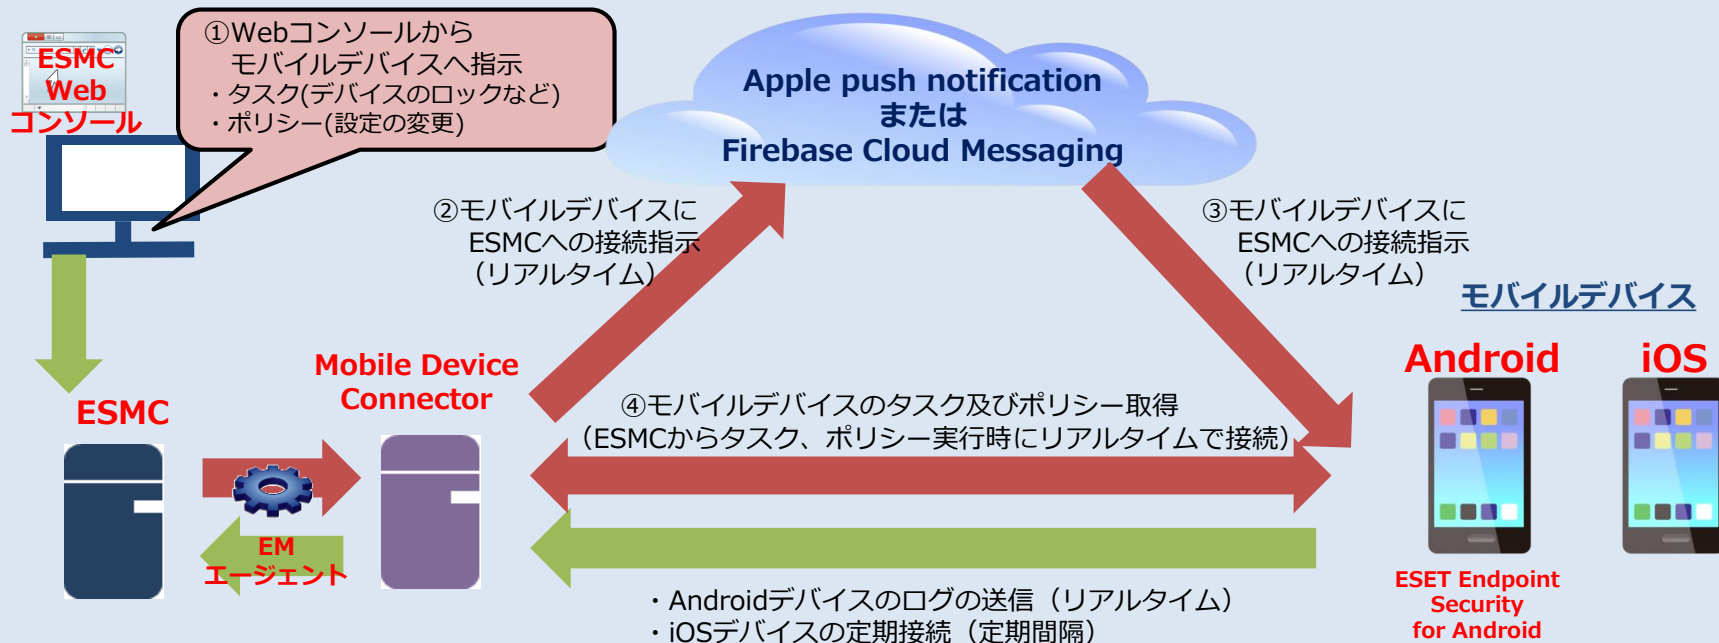 ESMC
Web
コンソール
①Webコンソールから
モバイルデバイスへ指示
・タスク(デバイスのロックなど)
・ポリシー(設定の変更)
Apple push notification
または
Firebase Cloud Messaging
②モバイルデバイスに
ESMCへの接続指示
（リアルタイム）
③モバイルデバイスに
ESMCへの接続指示
（リアルタイム）
モバイルデバイス
Mobile Device
Connector
ESMC
Android
iOS
④モバイルデバイスのタスク及びポリシー取得
（ESMCからタスク、ポリシー実行時にリアルタイムで接続）
EM
エージェント
ESET Endpoint
Security
for Android
・Androidデバイスのログの送信（リアルタイム）
・iOSデバイスの定期接続（定期間隔）